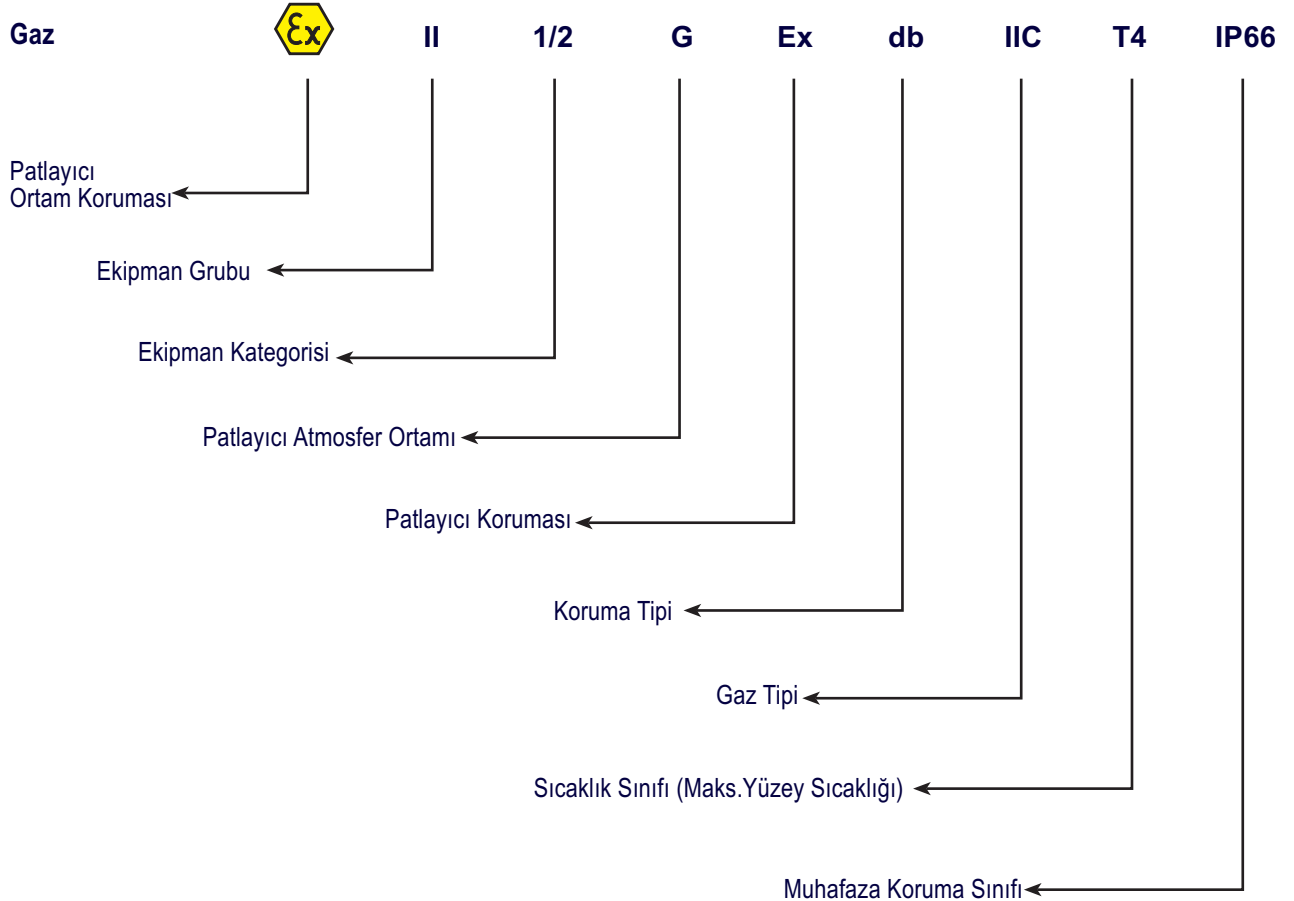 Gaz Ex II 1/2 G Ex db IIC T4 IP66
Patlayıcı
Ortam Koruması
Ekipman Grubu
Ekipman Kategorisi
Patlayıcı Atmosfer Ortamı
Patlayıcı Koruması
Koruma Tipi
Gaz Tipi
Sıcaklık Sınıfı (Maks.Yüzey Sıcaklığı)
Muhafaza Koruma Sınıfı